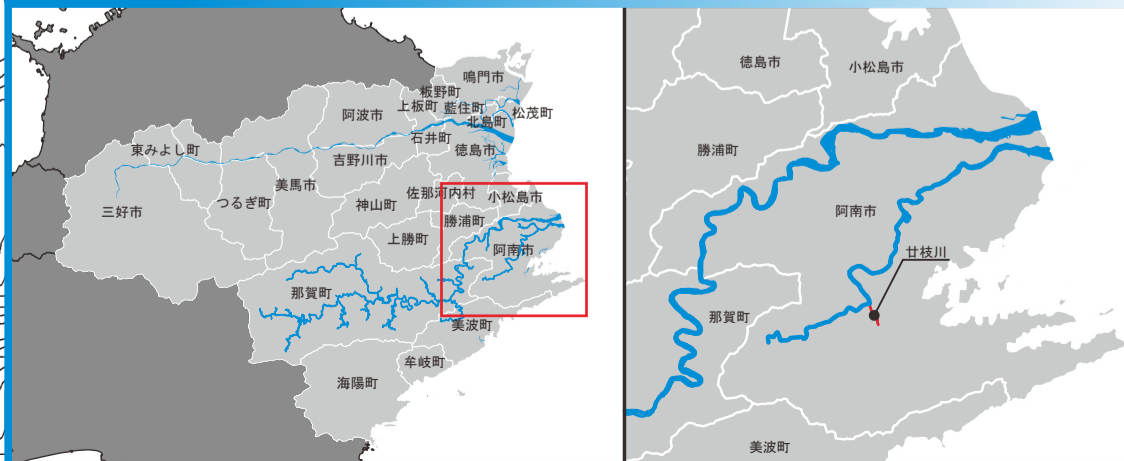 鳴門市
板野町
上板町
藍住町
松茂町
北島町
阿波市
石井町
徳島市
東みよし町
吉野川市
美馬市
佐那河内村
小松島市
つるぎ町
神山町
勝浦町
三好市
上勝町
阿南市
那賀町
美波町
牟岐町
海陽町
徳島市
小松島市
勝浦町
阿南市
廿枝川
那賀町
美波町